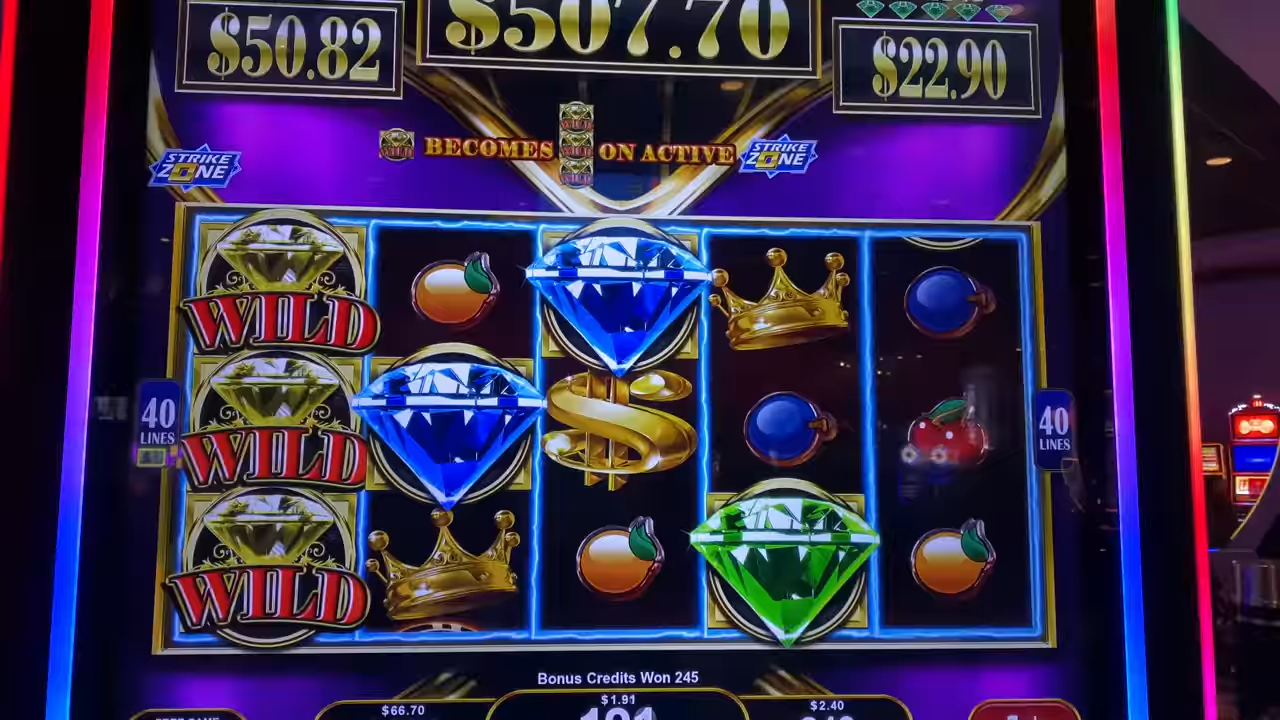 $50.82
$507.70
$22.90
BECOMES ON ACTIVE
STRIKE
ZONE
STRIKE
ZONE
WILD
WILD
WILD
40
LINES
40
LINES
Bonus Credits Won 245
$66.70
$1.91
191
$2.40